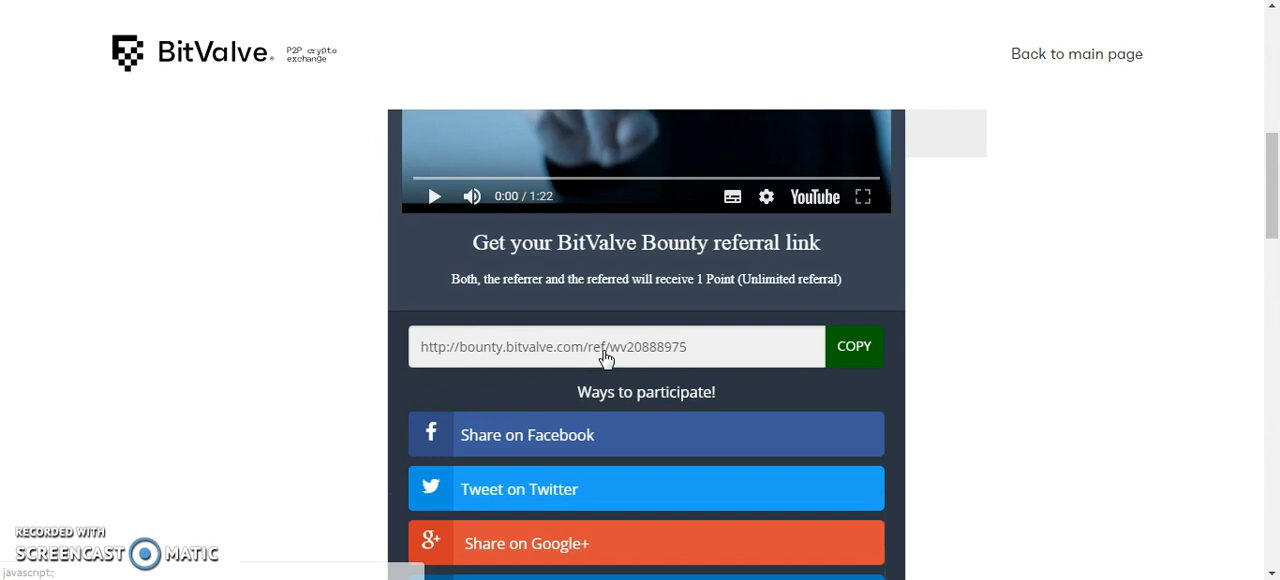 BitValve
P2P crypto
exchange
Back to main page
0:00 / 1:22
YouTube
Get your BitValve Bounty referral link
Both, the referrer and the referred will receive 1 Point (Unlimited referral)
http://bounty.bitvalve.com/ref/wv20888975
COPY
Ways to participate!
Share on Facebook
Tweet on Twitter
Share on Google+
RECORDED WITH
SCREENCAST MATIC
javascript:;